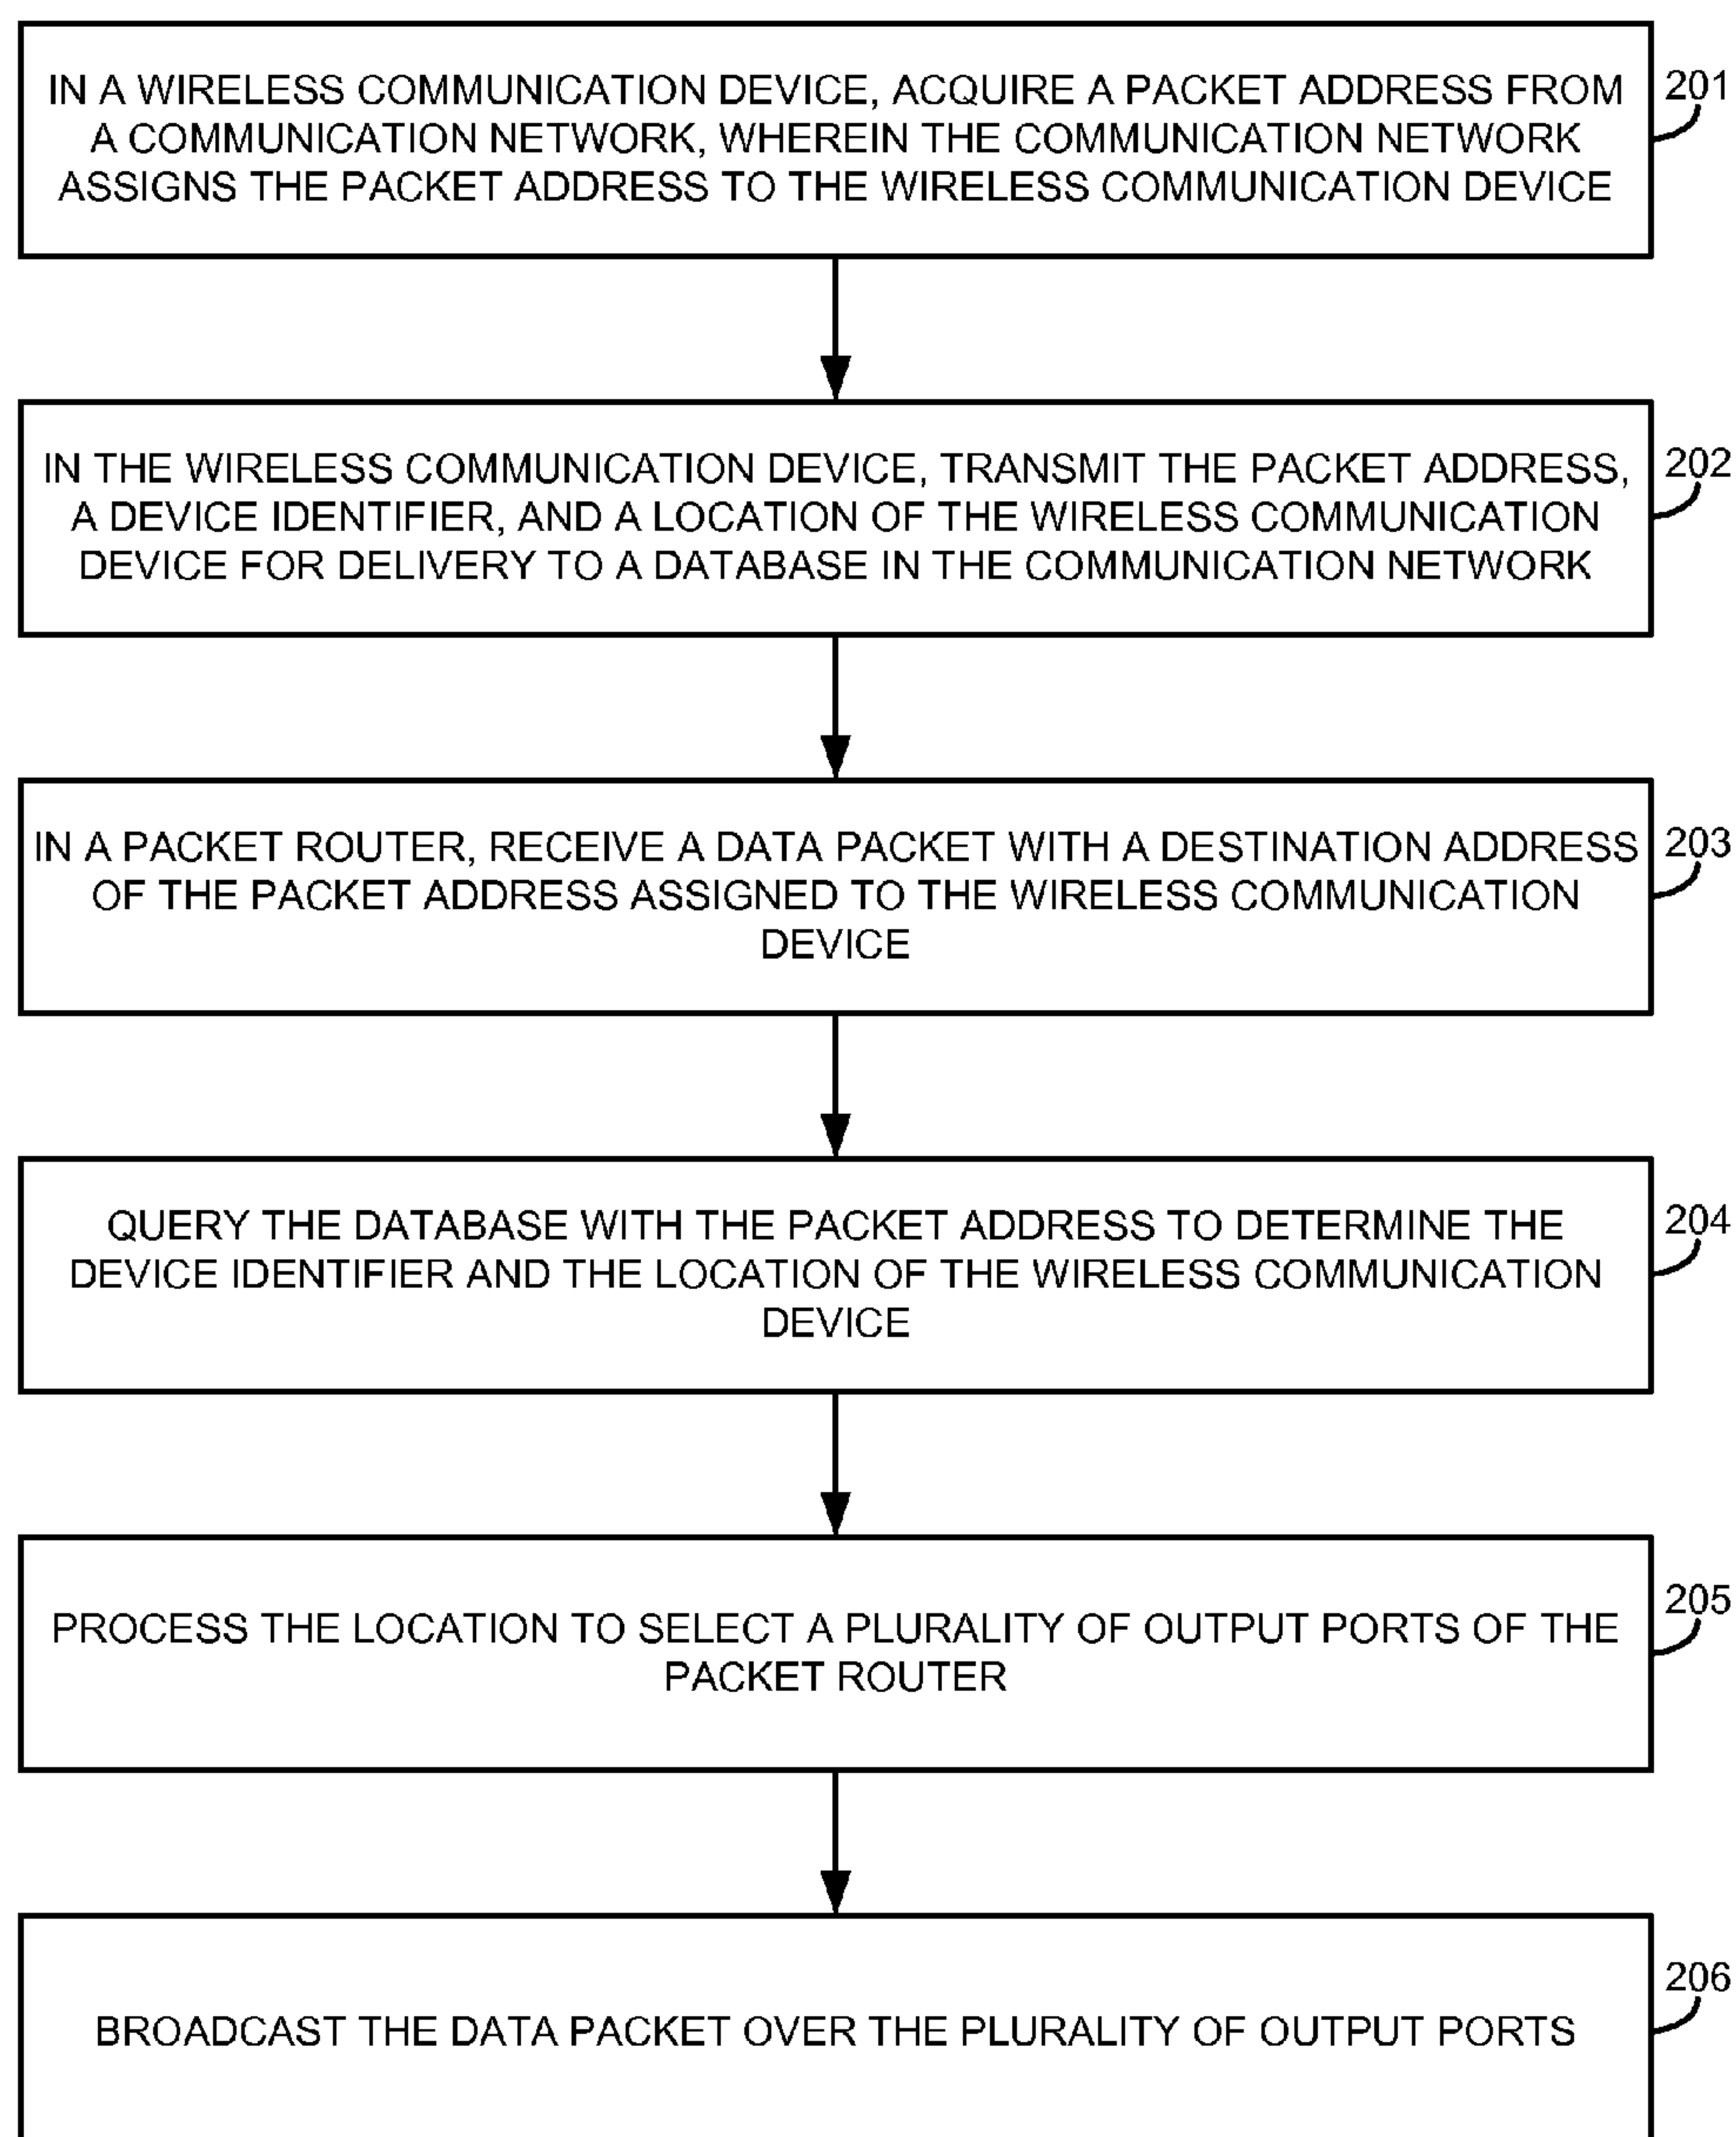 IN A WIRELESS COMMUNICATION DEVICE, ACQUIRE A PACKET ADDRESS FROM
A COMMUNICATION NETWORK, WHEREIN THE COMMUNICATION NETWORK
ASSIGNS THE PACKET ADDRESS TO THE WIRELESS COMMUNICATION DEVICE
201
IN THE WIRELESS COMMUNICATION DEVICE, TRANSMIT THE PACKET ADDRESS,
A DEVICE IDENTIFIER, AND A LOCATION OF THE WIRELESS COMMUNICATION
DEVICE FOR DELIVERY TO A DATABASE IN THE COMMUNICATION NETWORK
202
IN A PACKET ROUTER, RECEIVE A DATA PACKET WITH A DESTINATION ADDRESS
OF THE PACKET ADDRESS ASSIGNED TO THE WIRELESS COMMUNICATION
DEVICE
203
QUERY THE DATABASE WITH THE PACKET ADDRESS TO DETERMINE THE
DEVICE IDENTIFIER AND THE LOCATION OF THE WIRELESS COMMUNICATION
DEVICE
204
PROCESS THE LOCATION TO SELECT A PLURALITY OF OUTPUT PORTS OF THE
PACKET ROUTER
205
BROADCAST THE DATA PACKET OVER THE PLURALITY OF OUTPUT PORTS
206